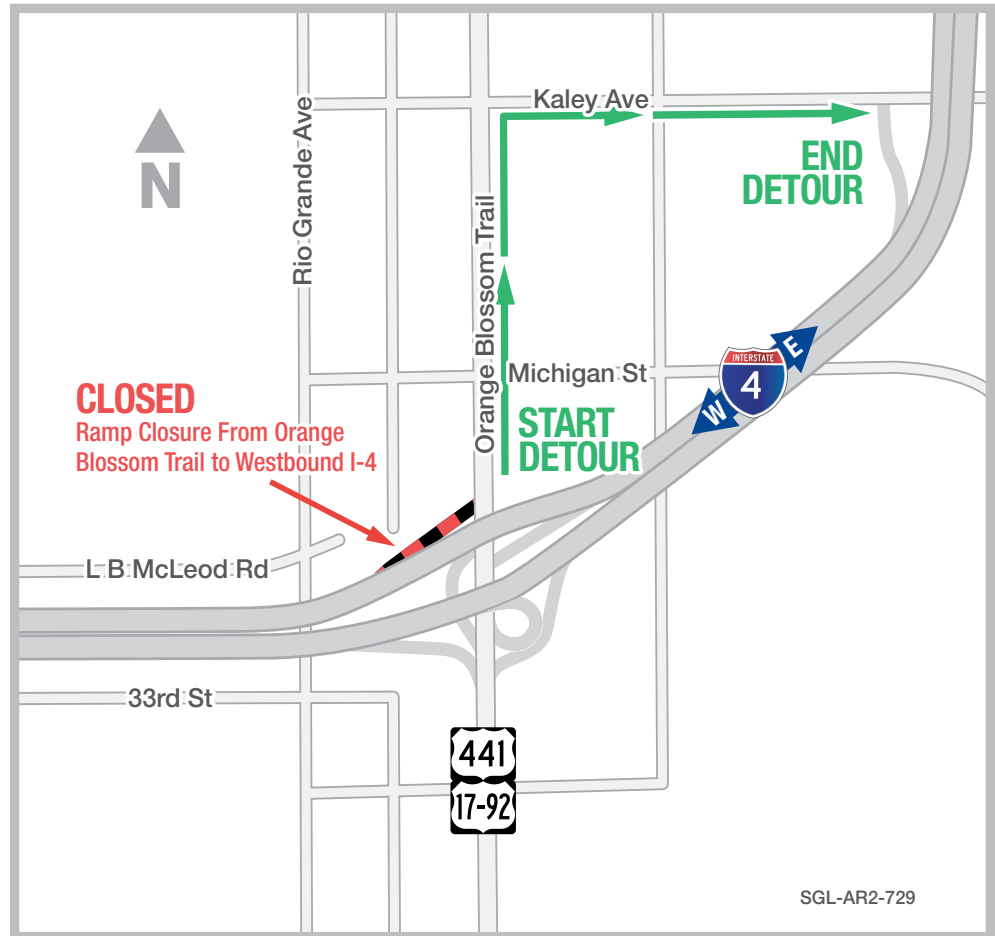 Kaley Ave
N
Rio Grande Ave
END
DETOUR
Orange Blossom Trail
INTERSTATE
4
E
W
Michigan St
CLOSED
Ramp Closure From Orange
Blossom Trail to Westbound I-4
START
DETOUR
L B McLeod Rd
33rd St
441
17-92
SGL-AR2-729